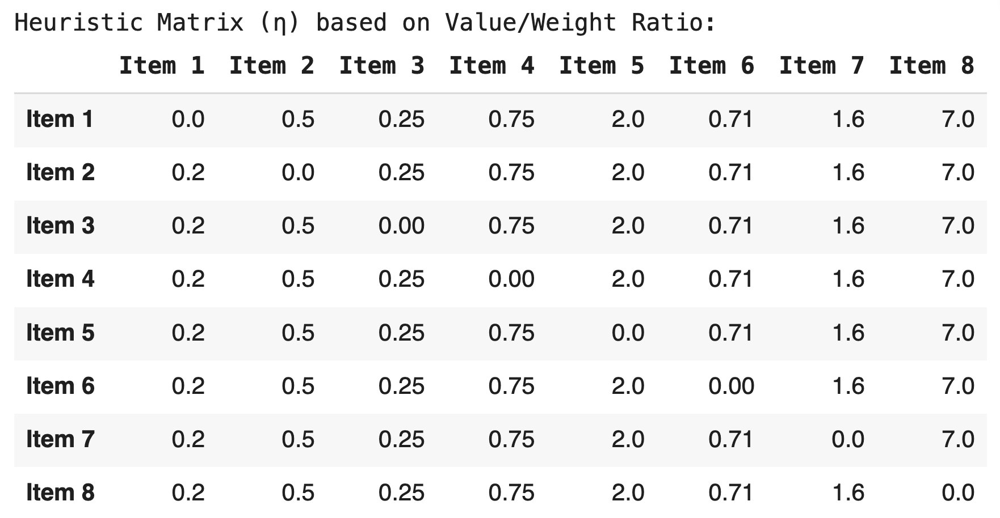 Heuristic Matrix (η) based on Value/Weight Ratio:
Item 1 Item 2 Item 3 Item 4 Item 5 Item 6 Item 7 Item 8
Item 1 0.0 0.5 0.25 0.75 2.0 0.71 1.6 7.0
Item 2 0.2 0.0 0.25 0.75 2.0 0.71 1.6 7.0
Item 3 0.2 0.5 0.00 0.75 2.0 0.71 1.6 7.0
Item 4 0.2 0.5 0.25 0.00 2.0 0.71 1.6 7.0
Item 5 0.2 0.5 0.25 0.75 0.0 0.71 1.6 7.0
Item 6 0.2 0.5 0.25 0.75 2.0 0.00 1.6 7.0
Item 7 0.2 0.5 0.25 0.75 2.0 0.71 0.0 7.0
Item 8 0.2 0.5 0.25 0.75 2.0 0.71 1.6 0.0